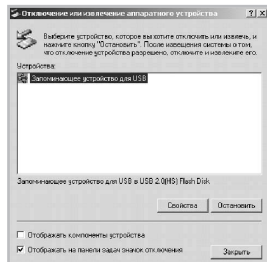 Отключение или извлечение аппаратного устройства
Выберите устройство, которое вы хотите отключить или извлечь, и
нажмите кнопку "Остановить". После извещения системы о том,
что отключение устройства разрешено, отключите и извлеките его.
Устройства:
Запоминающее устройство для USB
Запоминающее устройство для USB в USB 2.0(HS) Flash Disk
Свойства
Остановить
Отображать компоненты устройства
Отображать на панели задач значок отключения
Закрыть